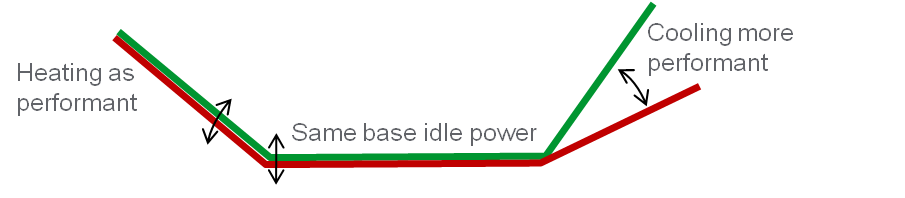 Heating as
performant
Same base idle power
Cooling more
performant